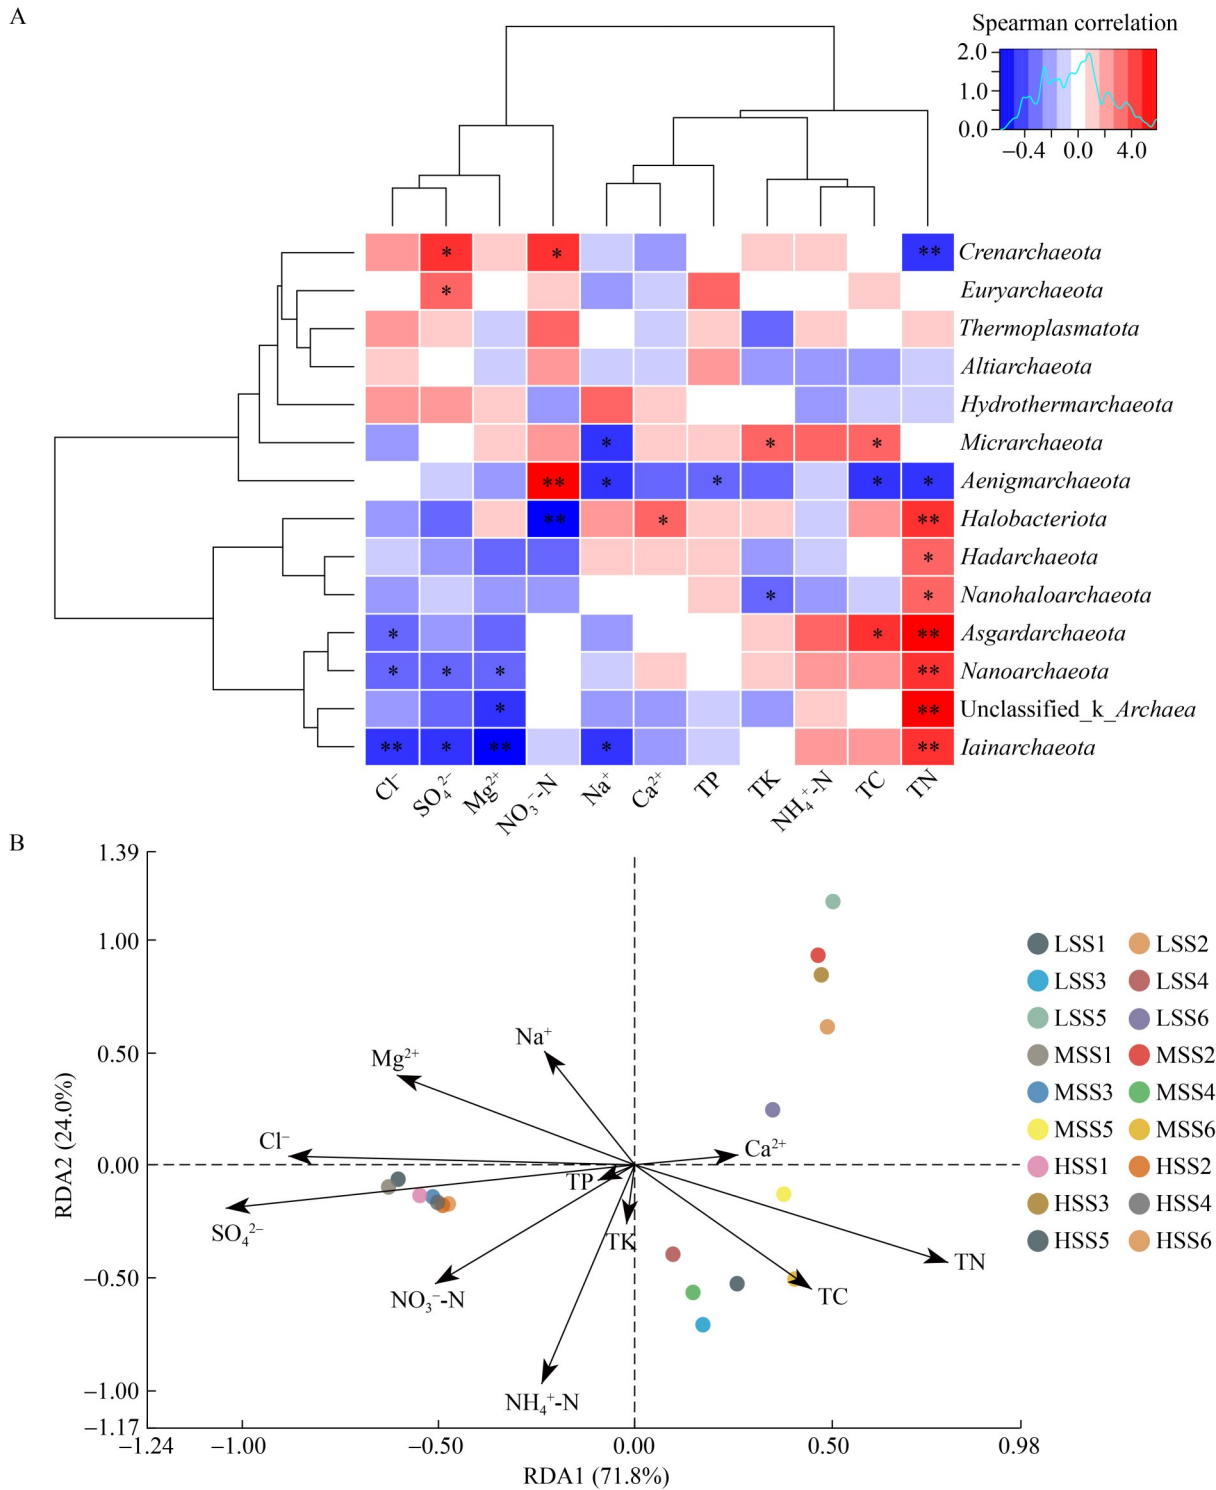 A
Spearman correlation
2.0
1.0
0.0
−0.4 0.0 4.0
* * ** Crenarchaeota
* Euryarchaeota
Thermoplasmatota
Altiarchaeota
Hydrothermarchaeota
* * * Micrarchaeota
** * * * * Aenigmarchaeota
** * ** Halobacteriota
* Hadarchaeota
* * Nanohaloarchaeota
* * ** Asgardarchaeota
* * * ** Nanoarchaeota
* ** Unclassified_k_Archaea
** * ** * ** Iainarchaeota
Cl⁻ SO₄²⁻ Mg²⁺ NO₃⁻-N Na⁺ Ca²⁺ TP TK NH₄⁺-N TC TN
B
1.39
1.00
0.50
0.00
−0.50
−1.00
−1.17
RDA2 (24.0%)
Na⁺
Mg²⁺
Cl⁻
Ca²⁺
TP
SO₄²⁻
TK
TN
NO₃⁻-N
TC
NH₄⁺-N
−1.24 −1.00 −0.50 0.00 0.50 0.98
RDA1 (71.8%)
LSS1 LSS2
LSS3 LSS4
LSS5 LSS6
MSS1 MSS2
MSS3 MSS4
MSS5 MSS6
HSS1 HSS2
HSS3 HSS4
HSS5 HSS6